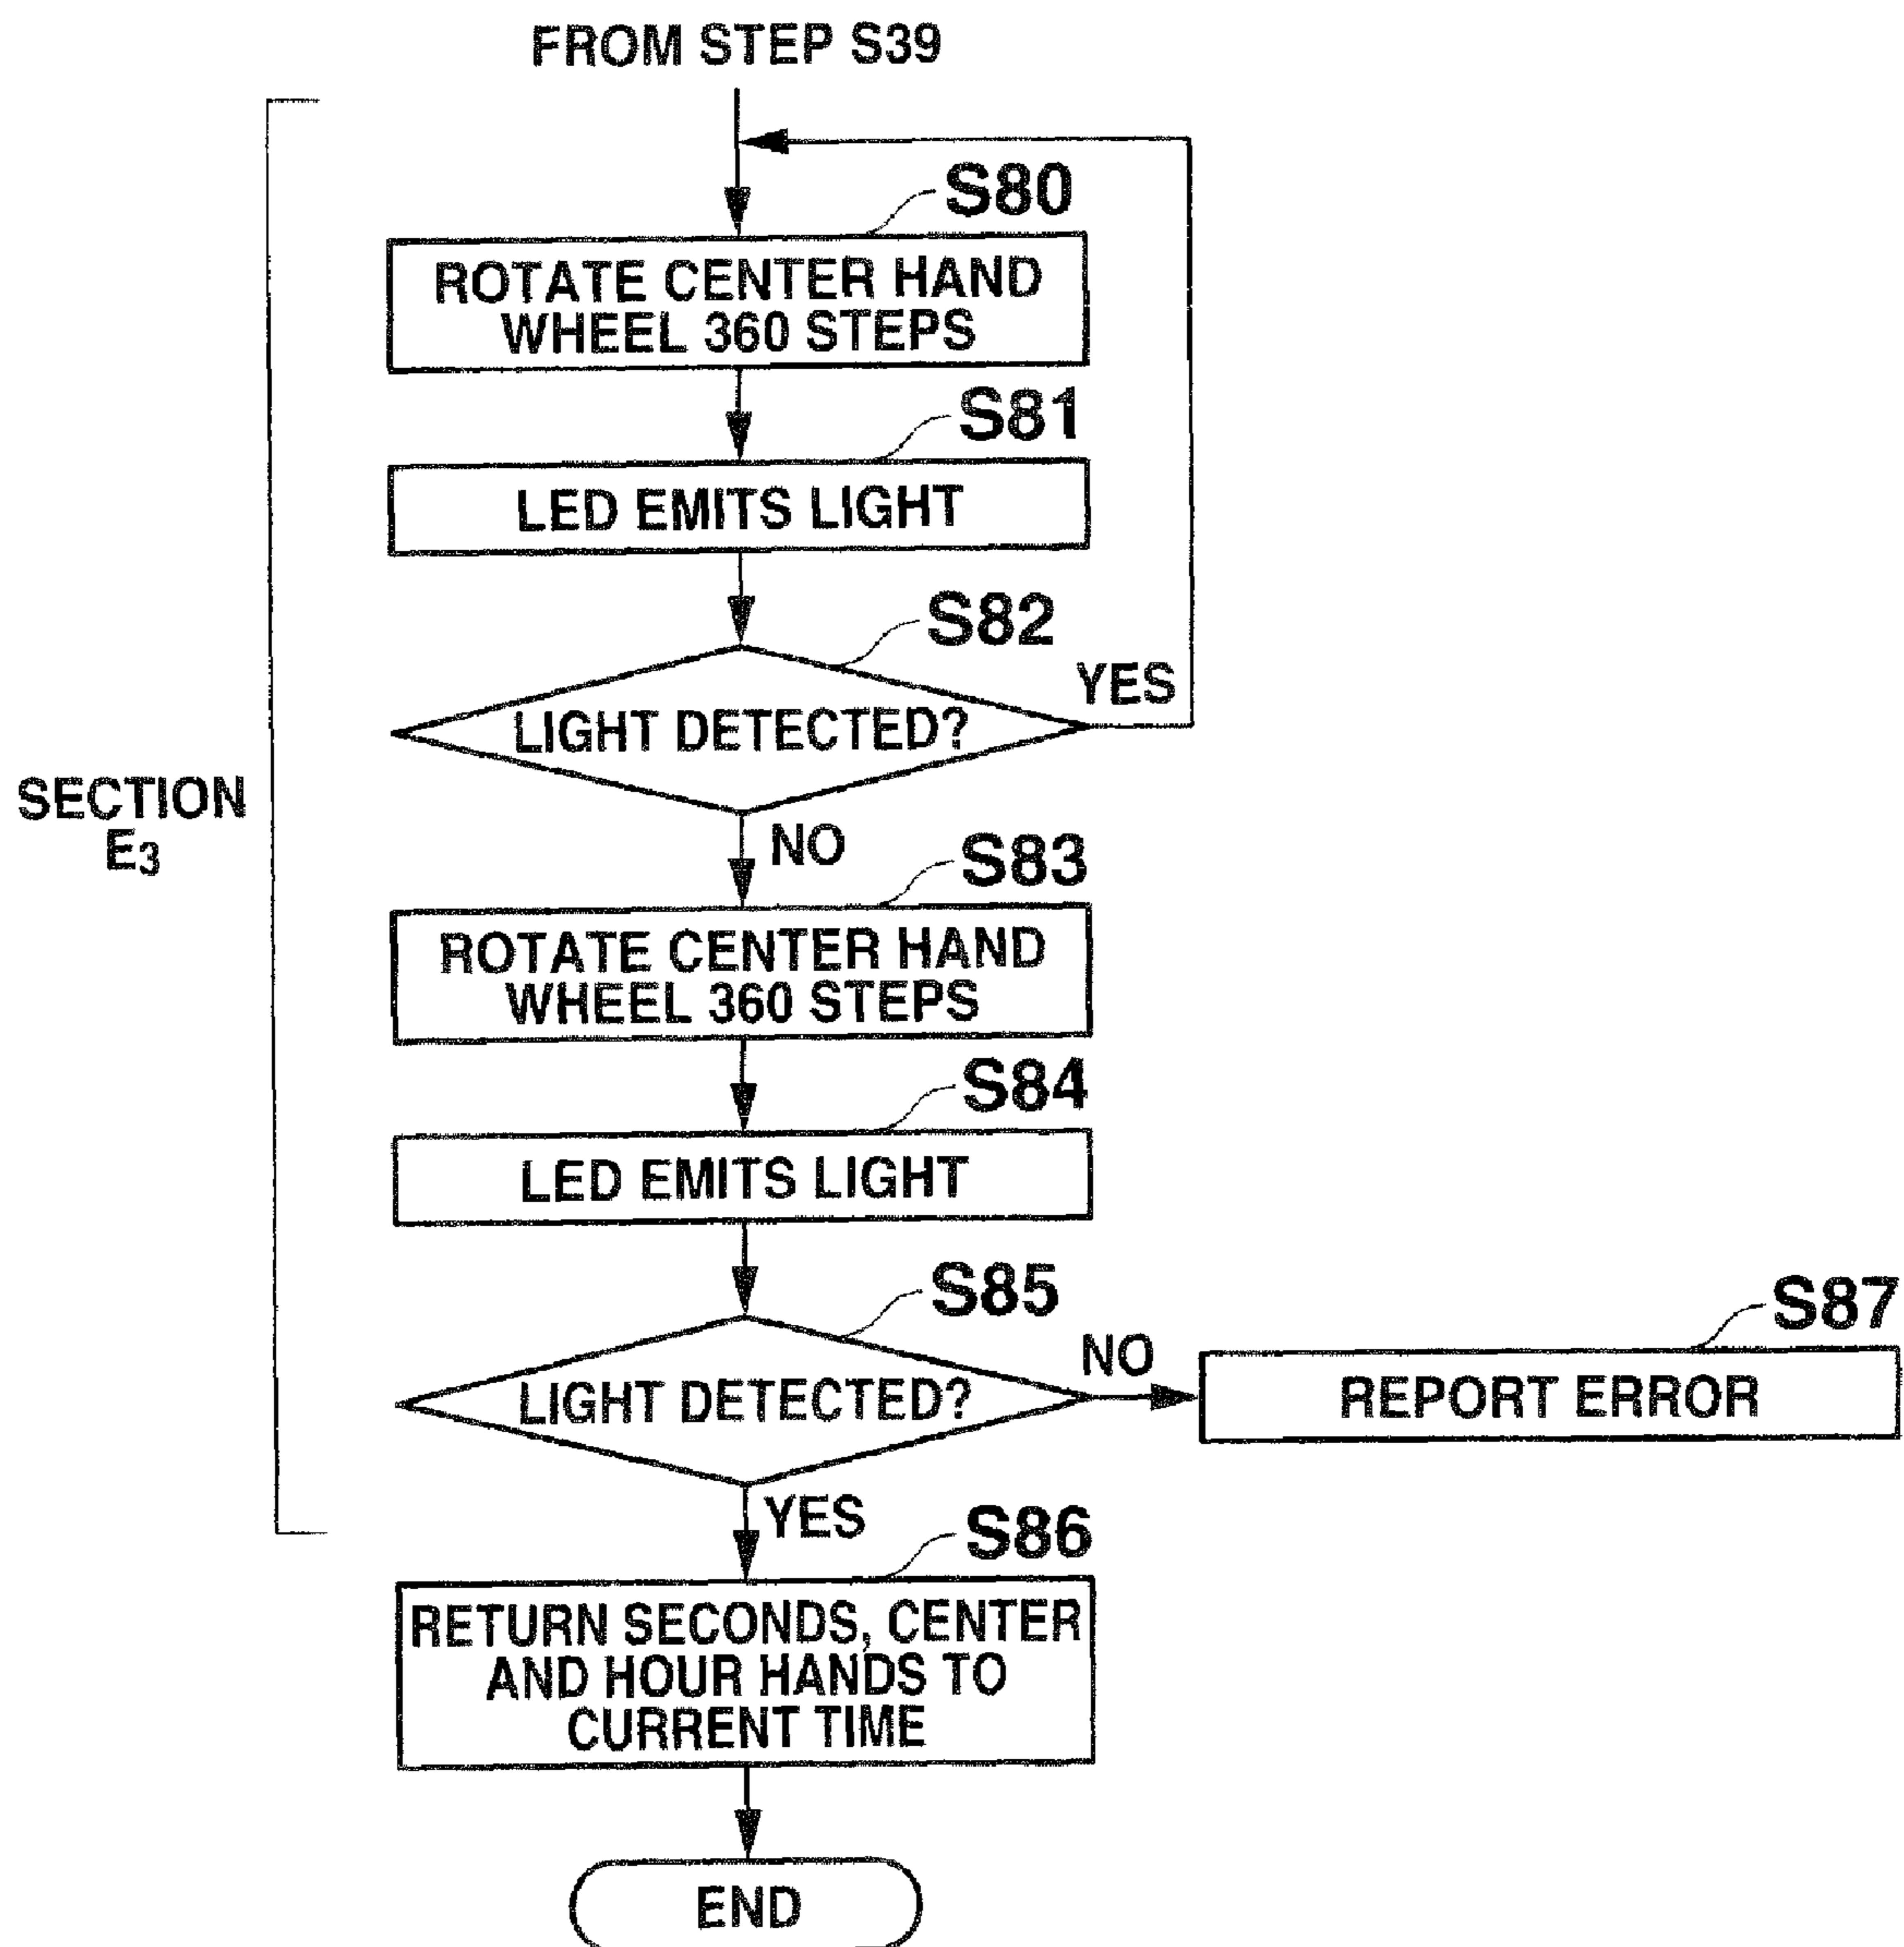 FROM STEP S39
S80
ROTATE CENTER HAND
WHEEL 360 STEPS
S81
LED EMITS LIGHT
S82
LIGHT DETECTED?
YES
SECTION
E3
NO
S83
ROTATE CENTER HAND
WHEEL 360 STEPS
S84
LED EMITS LIGHT
S85
LIGHT DETECTED?
NO
S87
REPORT ERROR
YES
S86
RETURN SECONDS, CENTER
AND HOUR HANDS TO
CURRENT TIME
END